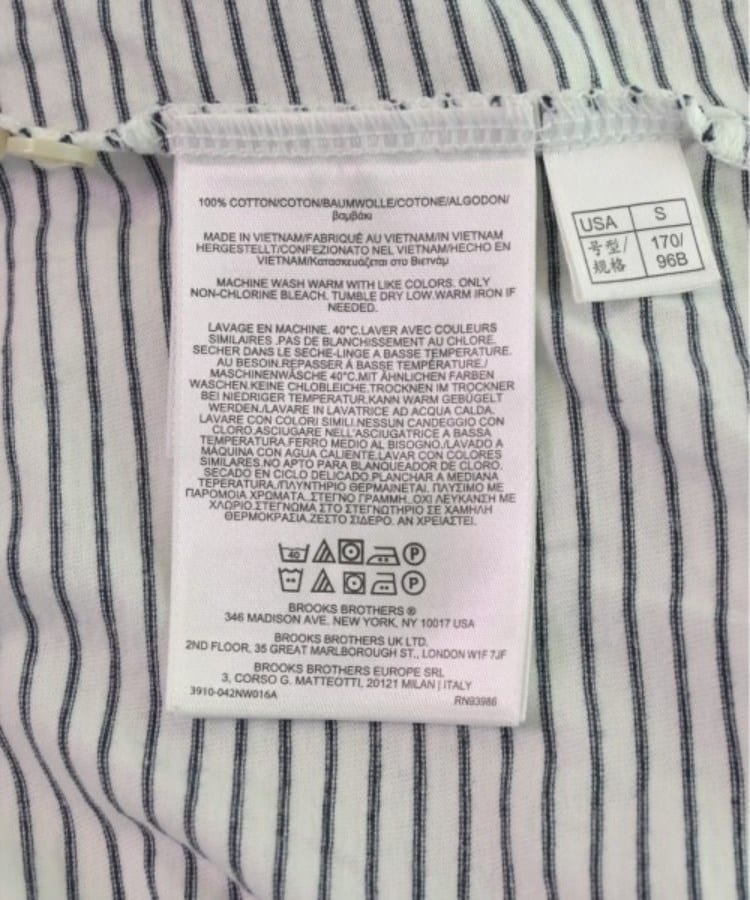 100% COTTON/COTON/BAUMWOLLE/COTONE/ALGODON/
βαμβάκι
MADE IN VIETNAM/FABRIQUÉ AU VIETNAM/IN VIETNAM
HERGESTELLT/CONFEZIONATO NEL VIETNAM/HECHO EN
VIETNAM/Κατασκευάζεται στο Βιετνάμ
MACHINE WASH WARM WITH LIKE COLORS. ONLY
NON-CHLORINE BLEACH. TUMBLE DRY LOW.WARM IRON IF
NEEDED.
LAVAGE EN MACHINE. 40°C.LAVER AVEC COULEURS
SIMILAIRES .PAS DE BLANCHISSEMENT AU CHLORE.
SECHER DANS LE SECHE-LINGE A BASSE TEMPERATURE.
AU BESOIN.REPASSER À BASSE TEMPÉRATURE./
MASCHINENWÄSCHE 40°C.MIT ÄHNLICHEN FARBEN
WASCHEN.KEINE CHLOBLEICHE.TROCKNEN IM TROCKNER
BEI NIEDRIGER TEMPERATUR.KANN WARM GEBÜGELT
WERDEN./LAVARE IN LAVATRICE AD ACQUA CALDA.
LAVARE CON COLORI SIMILI.NESSUN CANDEGGIO CON
CLORO.ASCIUGARE NELL'ASCIUGATRICE A BASSA
TEMPERATURA.FERRO MEDIO AL BISOGNO./LAVADO A
MÁQUINA CON AGUA CALIENTE.LAVAR CON COLORES
SIMILARES.NO APTO PARA BLANQUEADOR DE CLORO.
SECADO EN CICLO DELICADO.PLANCHAR A MEDIANA
TEPERATURA./ΠΛΥΝΤΗΡΙΟ ΘΕΡΜΑΙΝΕΤΑΙ. ΠΛΥΣΙΜΟ ΜΕ
ΠΑΡΟΜΟΙΑ ΧΡΩΜΑΤΑ..ΣΤΕΓΝΟ ΓΡΑΜΜΗ..ΟΧΙ ΛΕΥΚΑΝΣΗ ΜΕ
ΧΛΩΡΙΟ.ΣΤΕΓΝΩΜΑ ΣΤΟ ΣΤΕΓΝΩΤΗΡΙΟ ΣΕ ΧΑΜΗΛΗ
ΘΕΡΜΟΚΡΑΣΙΑ.ΖΕΣΤΟ ΣΙΔΕΡΟ. ΑΝ ΧΡΕΙΑΣΤΕΙ.
40 P
P
BROOKS BROTHERS ®
346 MADISON AVE. NEW YORK, NY 10017 USA
BROOKS BROTHERS UK LTD.
2ND FLOOR, 35 GREAT MARLBOROUGH ST., LONDON W1F 7JF
BROOKS BROTHERS EUROPE SRL
3, CORSO G. MATTEOTTI, 20121 MILAN | ITALY
3910-042NW016A
RN93986
USA S
号型/ 170/
规格 96B